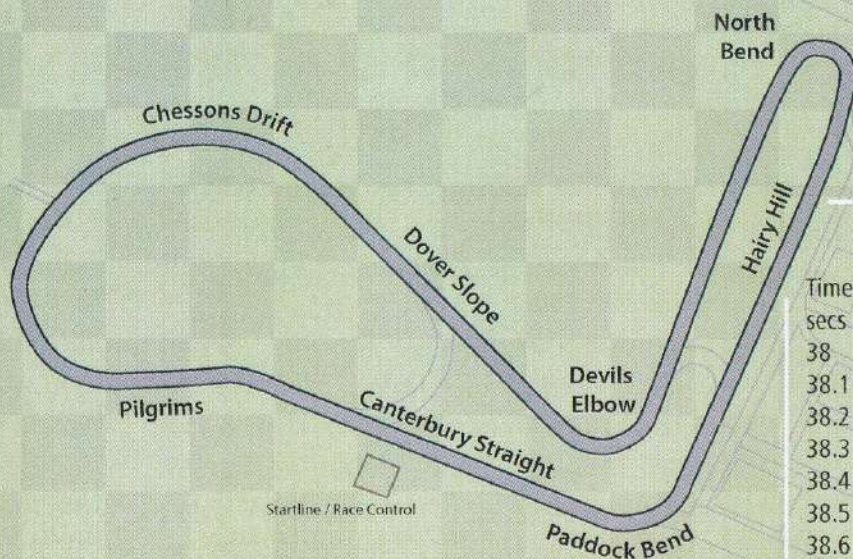 North
Bend
Chessons Drift
Hairy Hill
Dover Slope
Time
secs
38
38.1
38.2
38.3
38.4
38.5
38.6
Devils
Elbow
Pilgrims
Canterbury Straight
Startline / Race Control
Paddock Bend